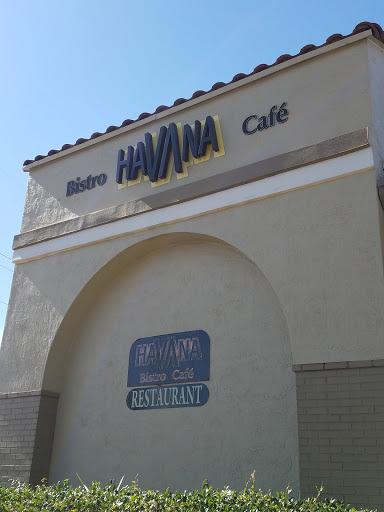 Bistro HAVANA Café
HAVANA
Bistro Café
RESTAURANT